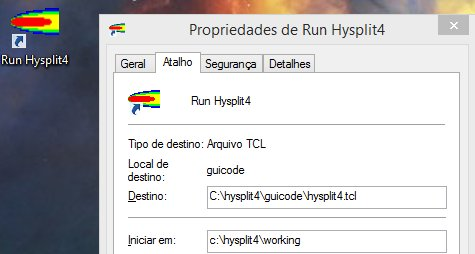 Run Hysplit4
Propriedades de Run Hysplit4
Geral Atalho Segurança Detalhes
Run Hysplit4
Tipo de destino: Arquivo TCL
Local de
destino: guicode
Destino: C:\hysplit4\guicode\hysplit4.tcl
Iniciar em: c:\hysplit4\working